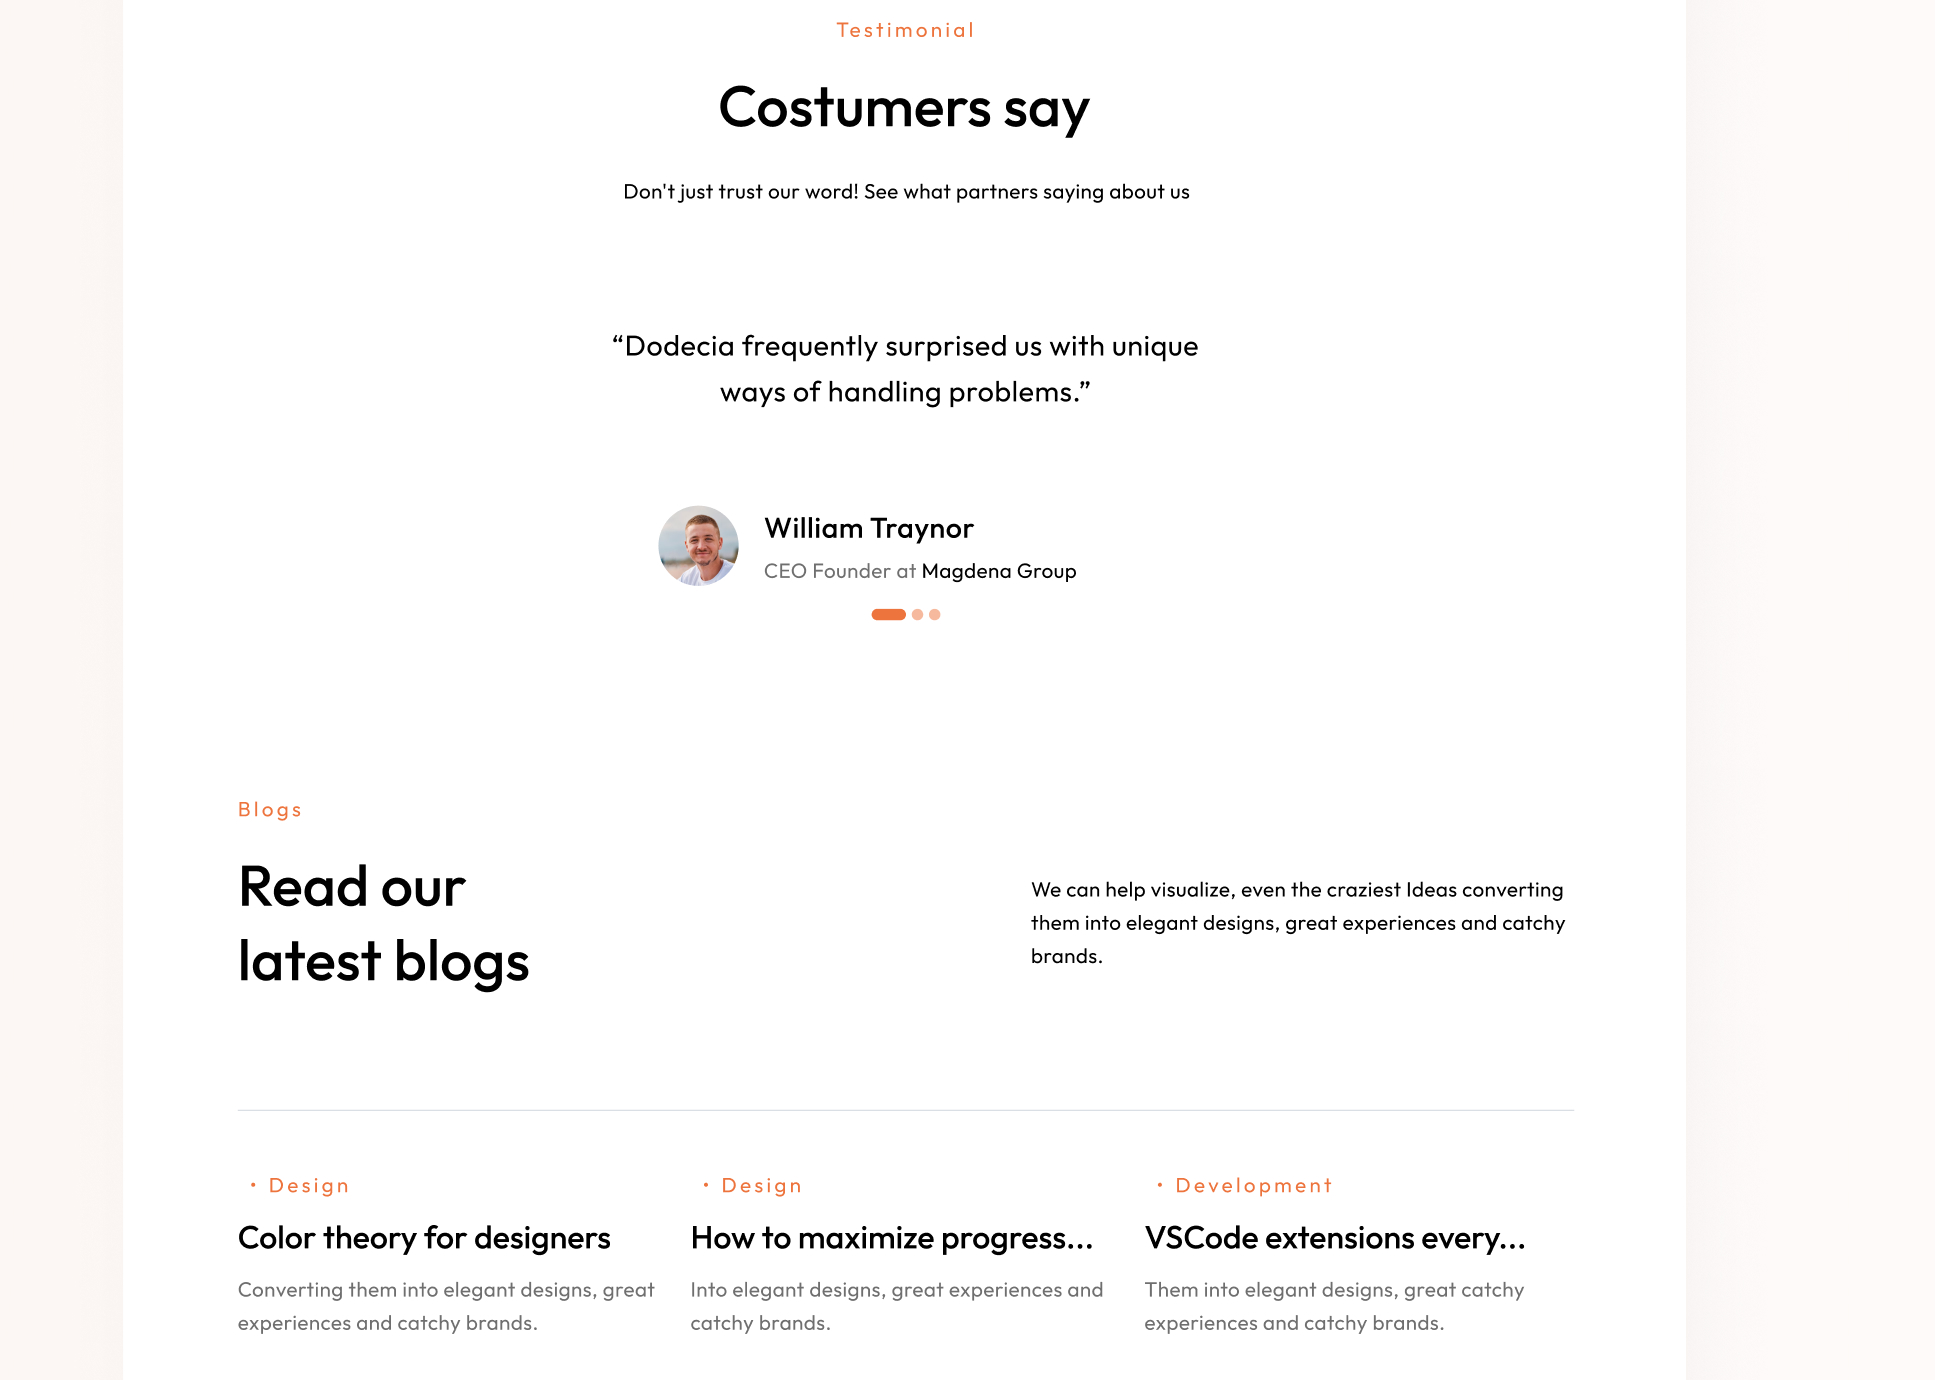 Testimonial
Costumers say
Don't just trust our word! See what partners saying about us
“Dodecia frequently surprised us with unique
ways of handling problems.”
William Traynor
CEO Founder at Magdena Group
Blogs
Read our
latest blogs
We can help visualize, even the craziest Ideas converting
them into elegant designs, great experiences and catchy
brands.
• Design
Color theory for designers
Converting them into elegant designs, great
experiences and catchy brands.
• Design
How to maximize progress...
Into elegant designs, great experiences and
catchy brands.
• Development
VSCode extensions every...
Them into elegant designs, great catchy
experiences and catchy brands.